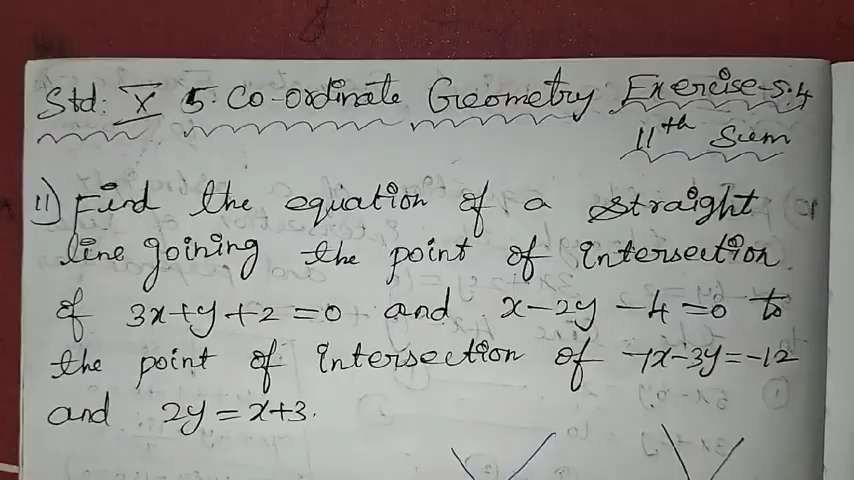 Std: X 5. Co-ordinate Geometry Exercise-5.4
11th Sum
11) Find the equation of a straight
line joining the point of intersection
of 3x+y+2=0 and x-2y-4=0 to
the point of intersection of 7x-3y=-12
and 2y=x+3.